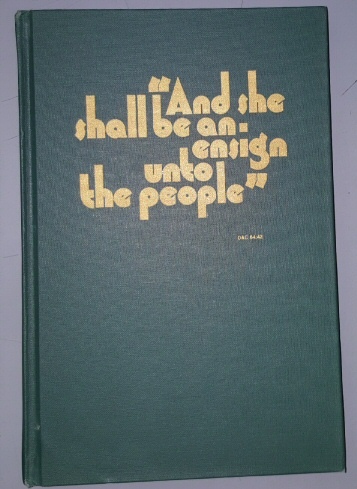 “And she
shall be an
ensign
unto
the people”
D&C 64:42